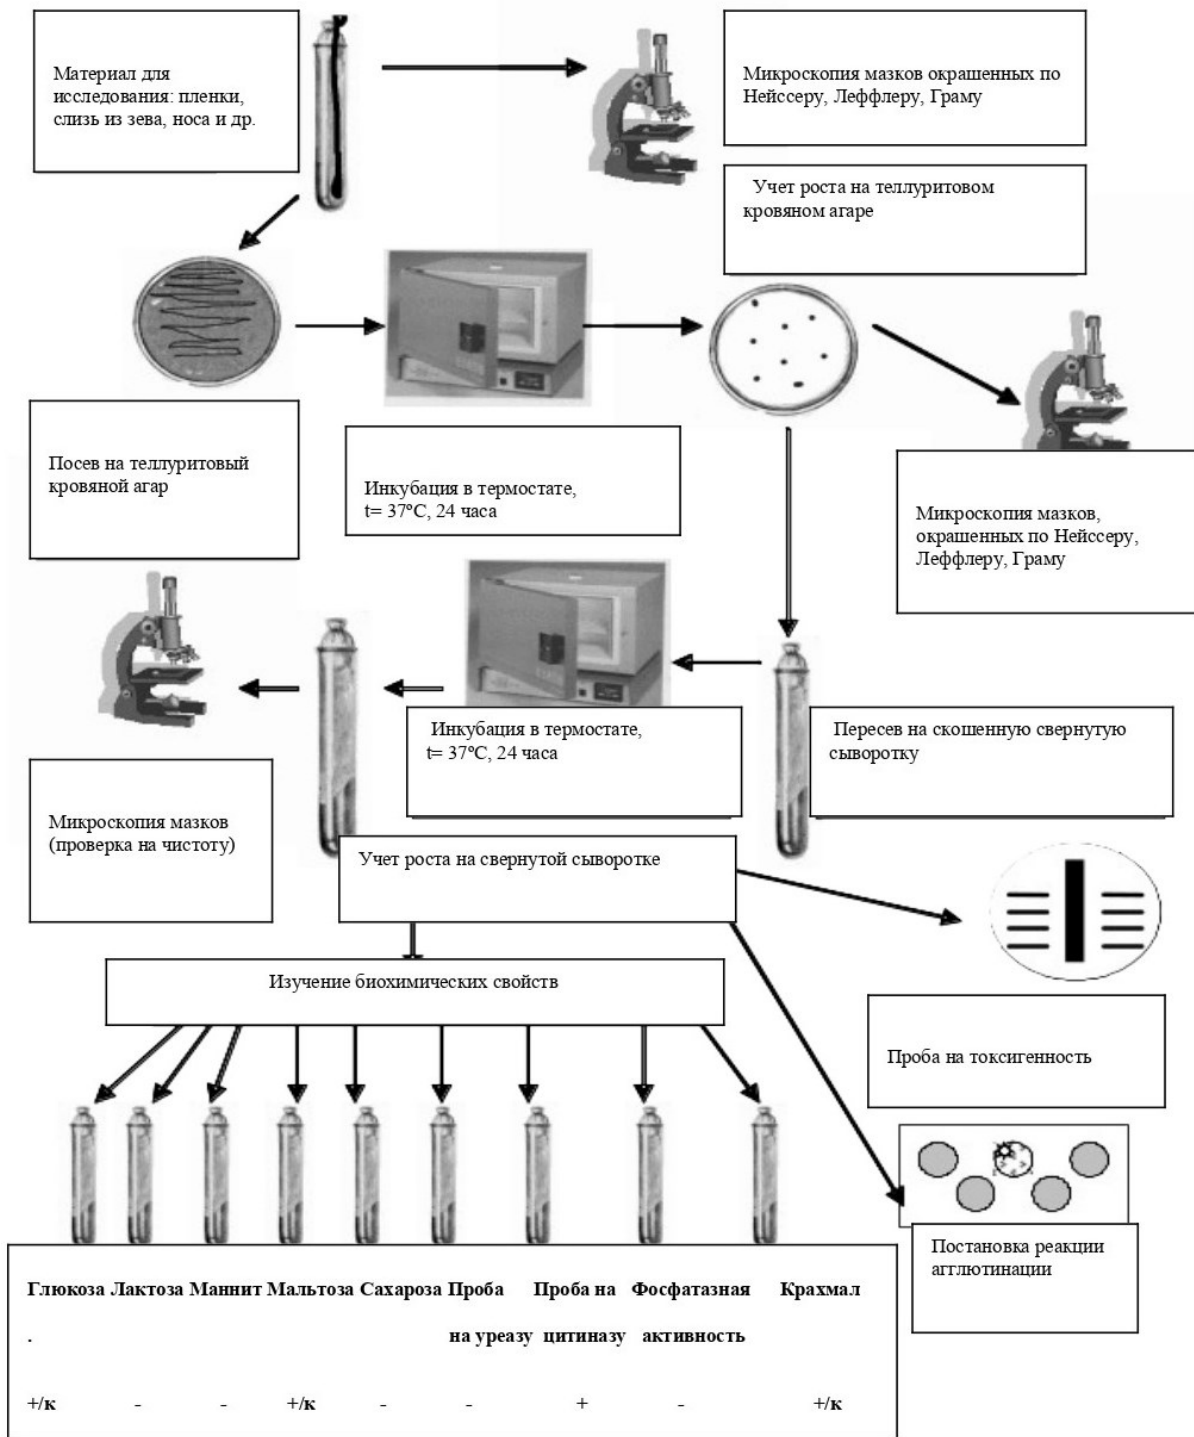 Материал для
исследования: пленки,
слизь из зева, носа и др.
Микроскопия мазков окрашенных по
Нейссеру, Леффлеру, Граму
Учет роста на теллуритовом
кровяном агаре
Посев на теллуритовый
кровяной агар
Инкубация в термостате,
t= 37ºC, 24 часа
Микроскопия мазков,
окрашенных по Нейссеру,
Леффлеру, Граму
Инкубация в термостате,
t= 37ºC, 24 часа
Пересев на скошенную свернутую
сыворотку
Микроскопия мазков
(проверка на чистоту)
Учет роста на свернутой сыворотке
Изучение биохимических свойств
Проба на токсигенность
Постановка реакции
агглютинации
Глюкоза Лактоза Маннит Мальтоза Сахароза Проба Проба на Фосфатазная Крахмал
. на уреазу цитиназу активность
+/к - - +/к - - + - +/к